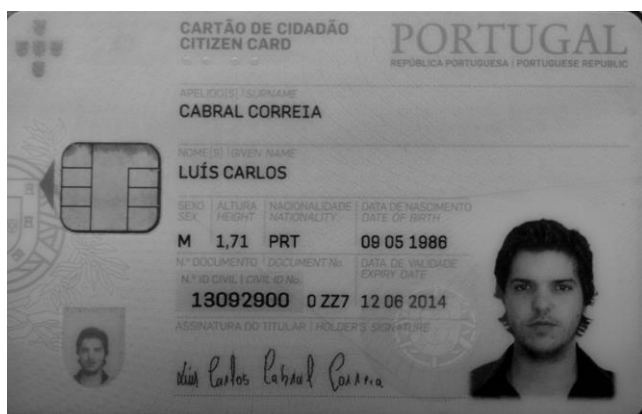 CARTÃO DE CIDADÃO
CITIZEN CARD
PORTUGAL
REPÚBLICA PORTUGUESA | PORTUGUESE REPUBLIC
APELIDO(S) | SURNAME
CABRAL CORREIA
NOME(S) | GIVEN NAME
LUÍS CARLOS
SEXO ALTURA NACIONALIDADE DATA DE NASCIMENTO
SEX HEIGHT NATIONALITY DATE OF BIRTH
M 1,71 PRT 09 05 1986
N.º DOCUMENTO | DOCUMENT No. DATA DE VALIDADE
N.º ID CIVIL | CIVIL ID No. EXPIRY DATE
13092900 0 ZZ7 12 06 2014
ASSINATURA DO TITULAR | HOLDER'S SIGNATURE
Luís Carlos Cabral Correia